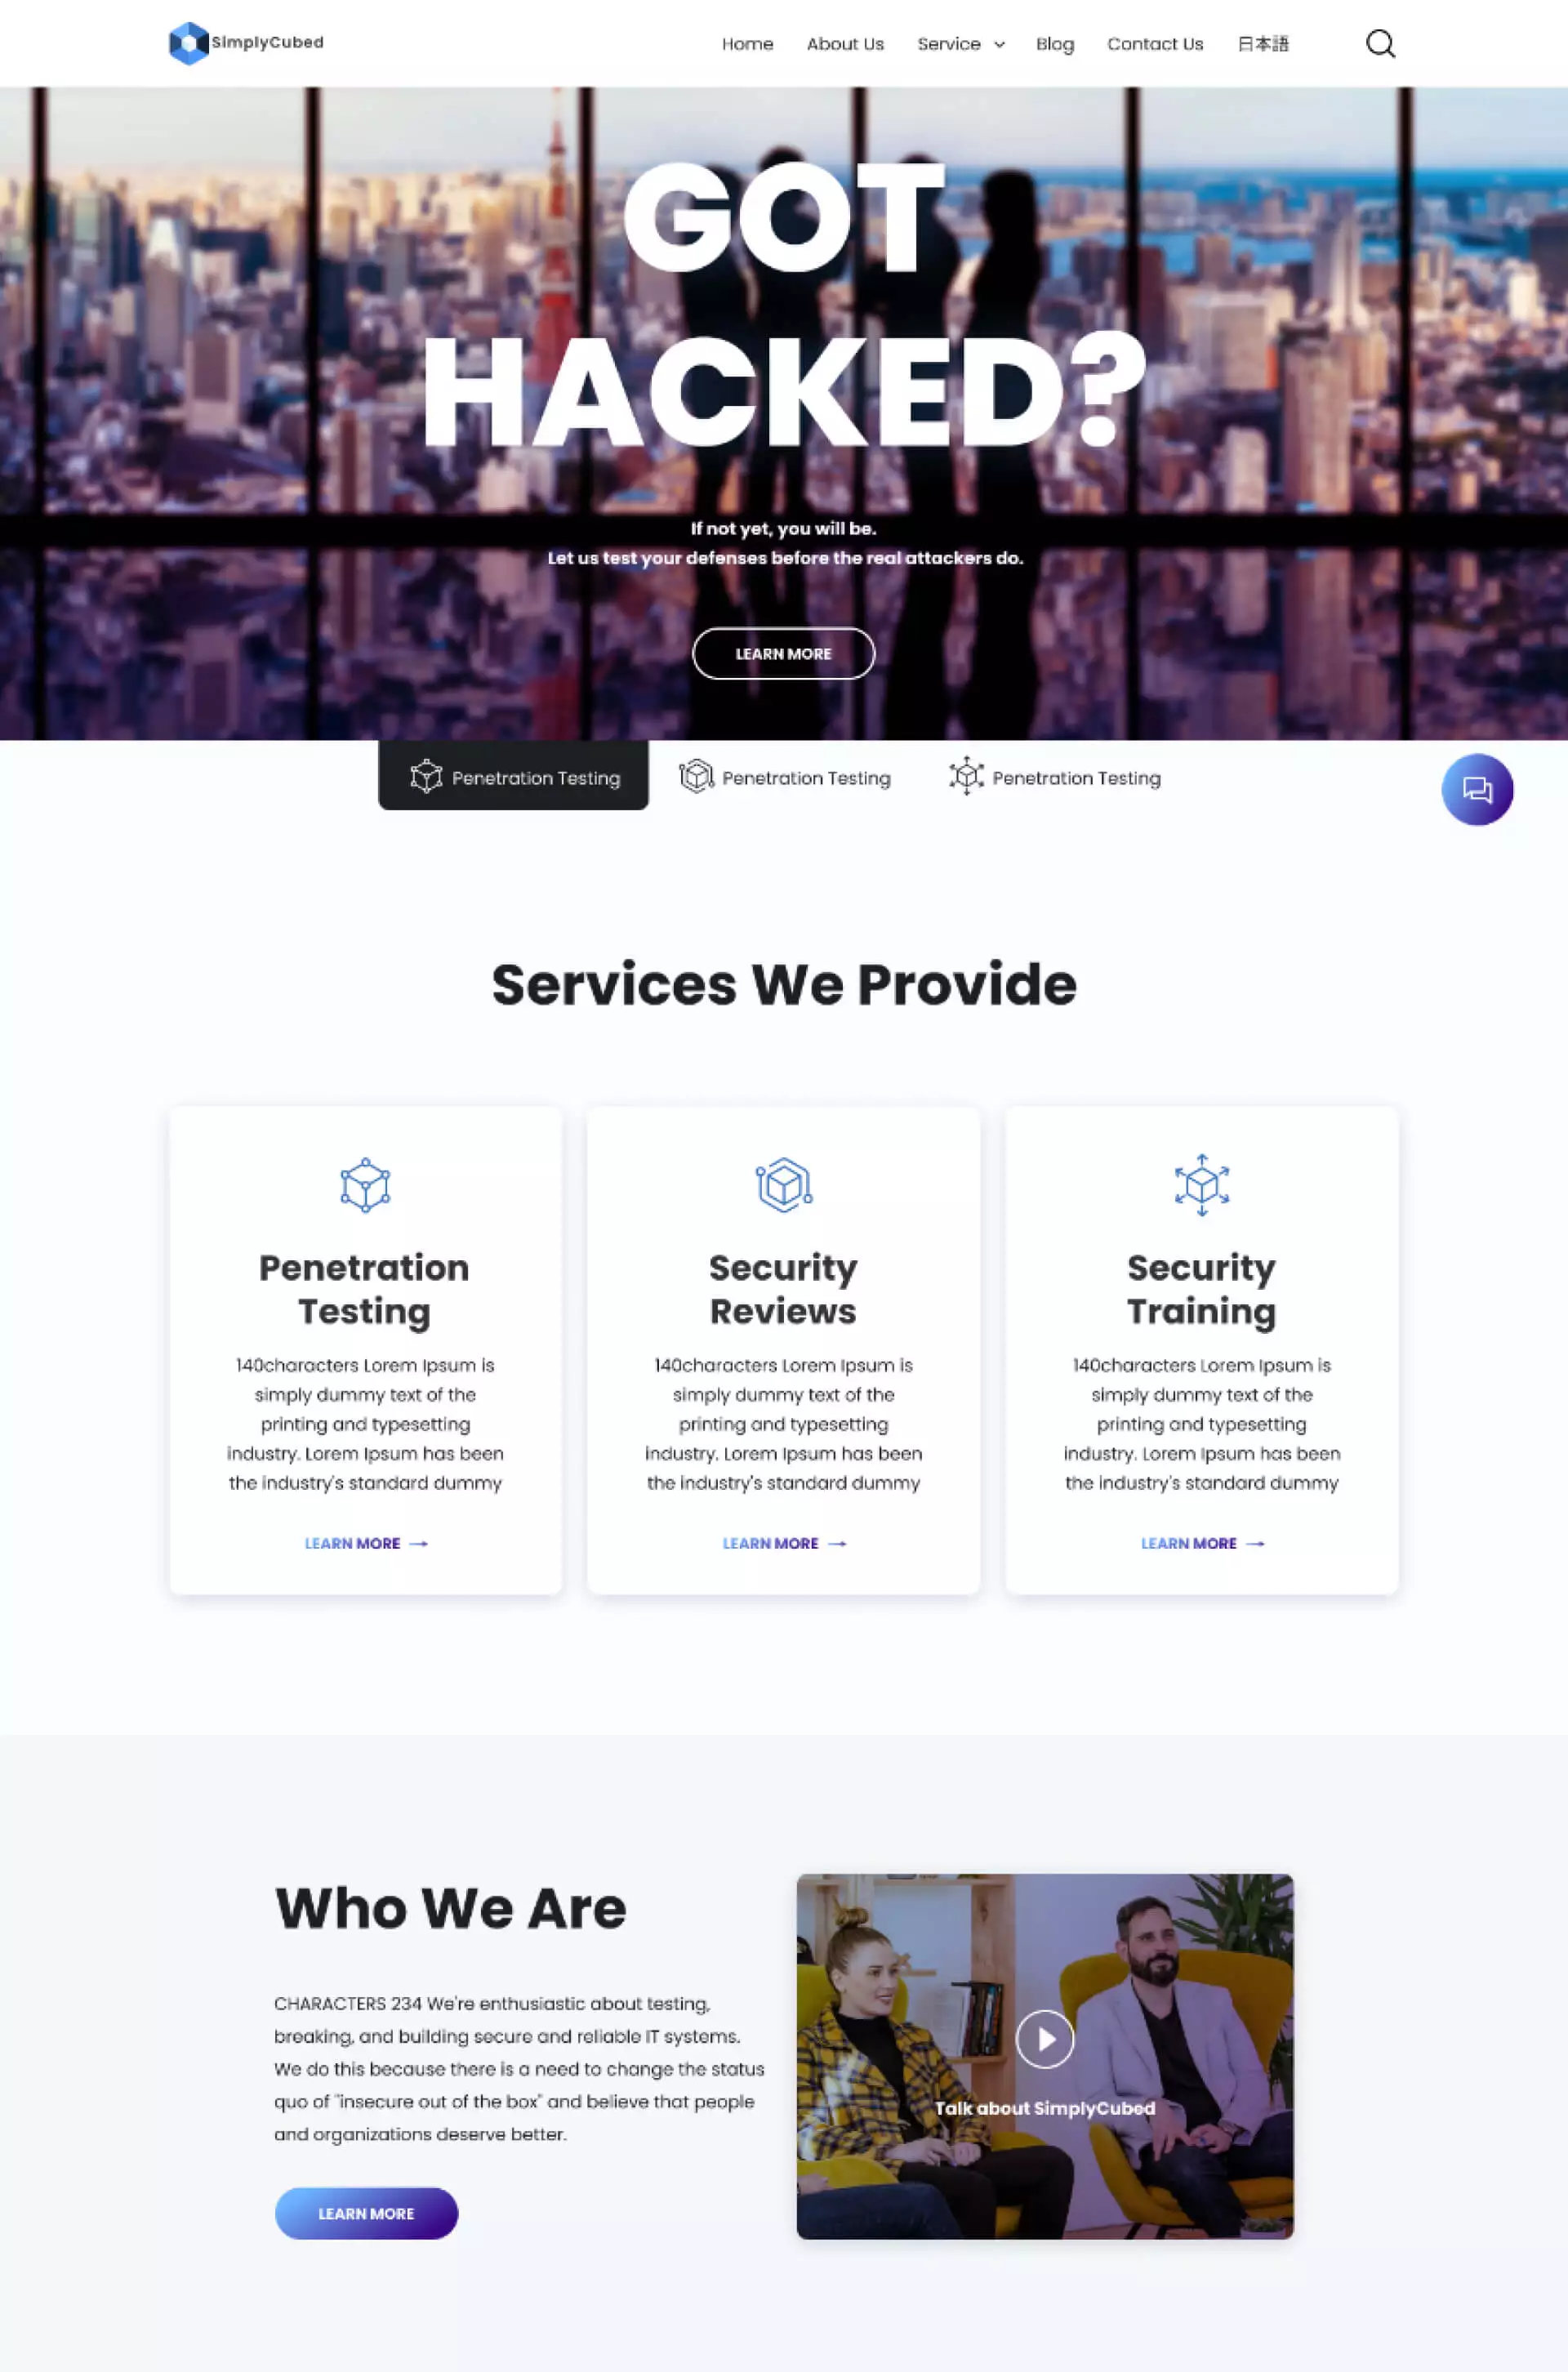 SimplyCubed
Home About Us Service Blog Contact Us 日本語
GOT
HACKED?
If not yet, you will be.
Let us test your defenses before the real attackers do.
LEARN MORE
Penetration Testing Penetration Testing Penetration Testing
Services We Provide
Penetration
Testing
140characters Lorem Ipsum is
simply dummy text of the
printing and typesetting
industry. Lorem Ipsum has been
the industry's standard dummy
LEARN MORE →
Security
Reviews
140characters Lorem Ipsum is
simply dummy text of the
printing and typesetting
industry. Lorem Ipsum has been
the industry's standard dummy
LEARN MORE →
Security
Training
140characters Lorem Ipsum is
simply dummy text of the
printing and typesetting
industry. Lorem Ipsum has been
the industry's standard dummy
LEARN MORE →
Who We Are
CHARACTERS 234 We're enthusiastic about testing,
breaking, and building secure and reliable IT systems.
We do this because there is a need to change the status
quo of "insecure out of the box" and believe that people
and organizations deserve better.
LEARN MORE
Talk about SimplyCubed